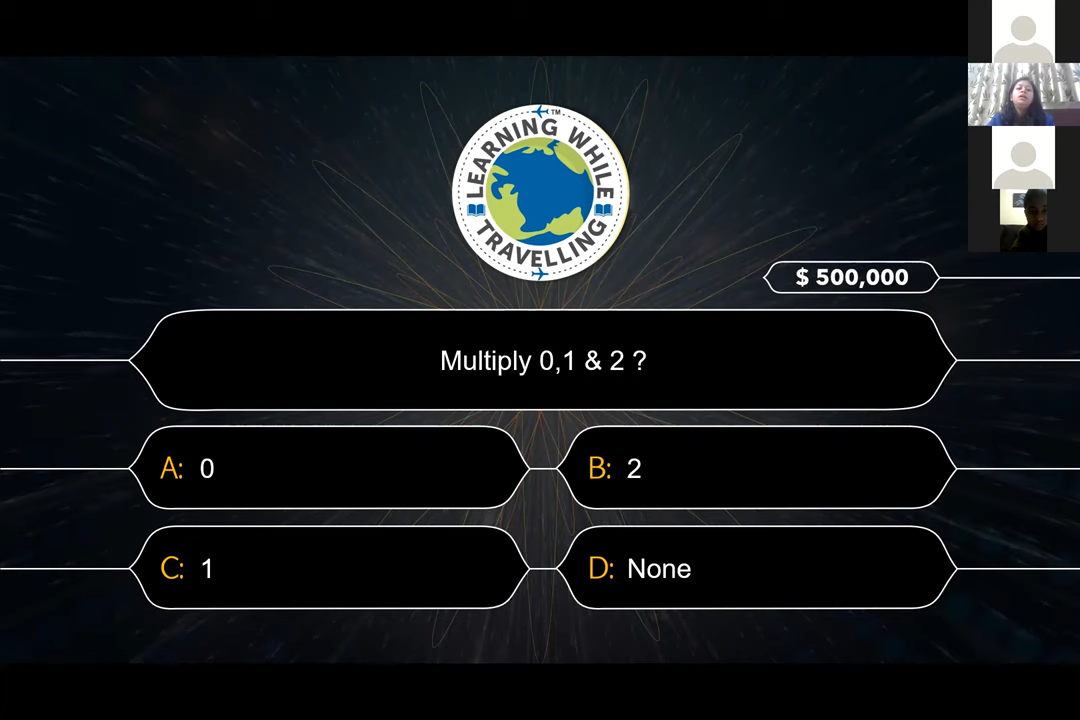 LEARNING WHILE
TRAVELLING
TM
$ 500,000
Multiply 0,1 & 2 ?
A: 0
B: 2
C: 1
D: None